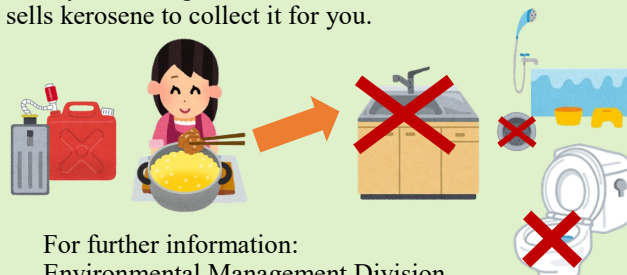 sells kerosene to collect it for you.
For further information:
Environmental Management Division